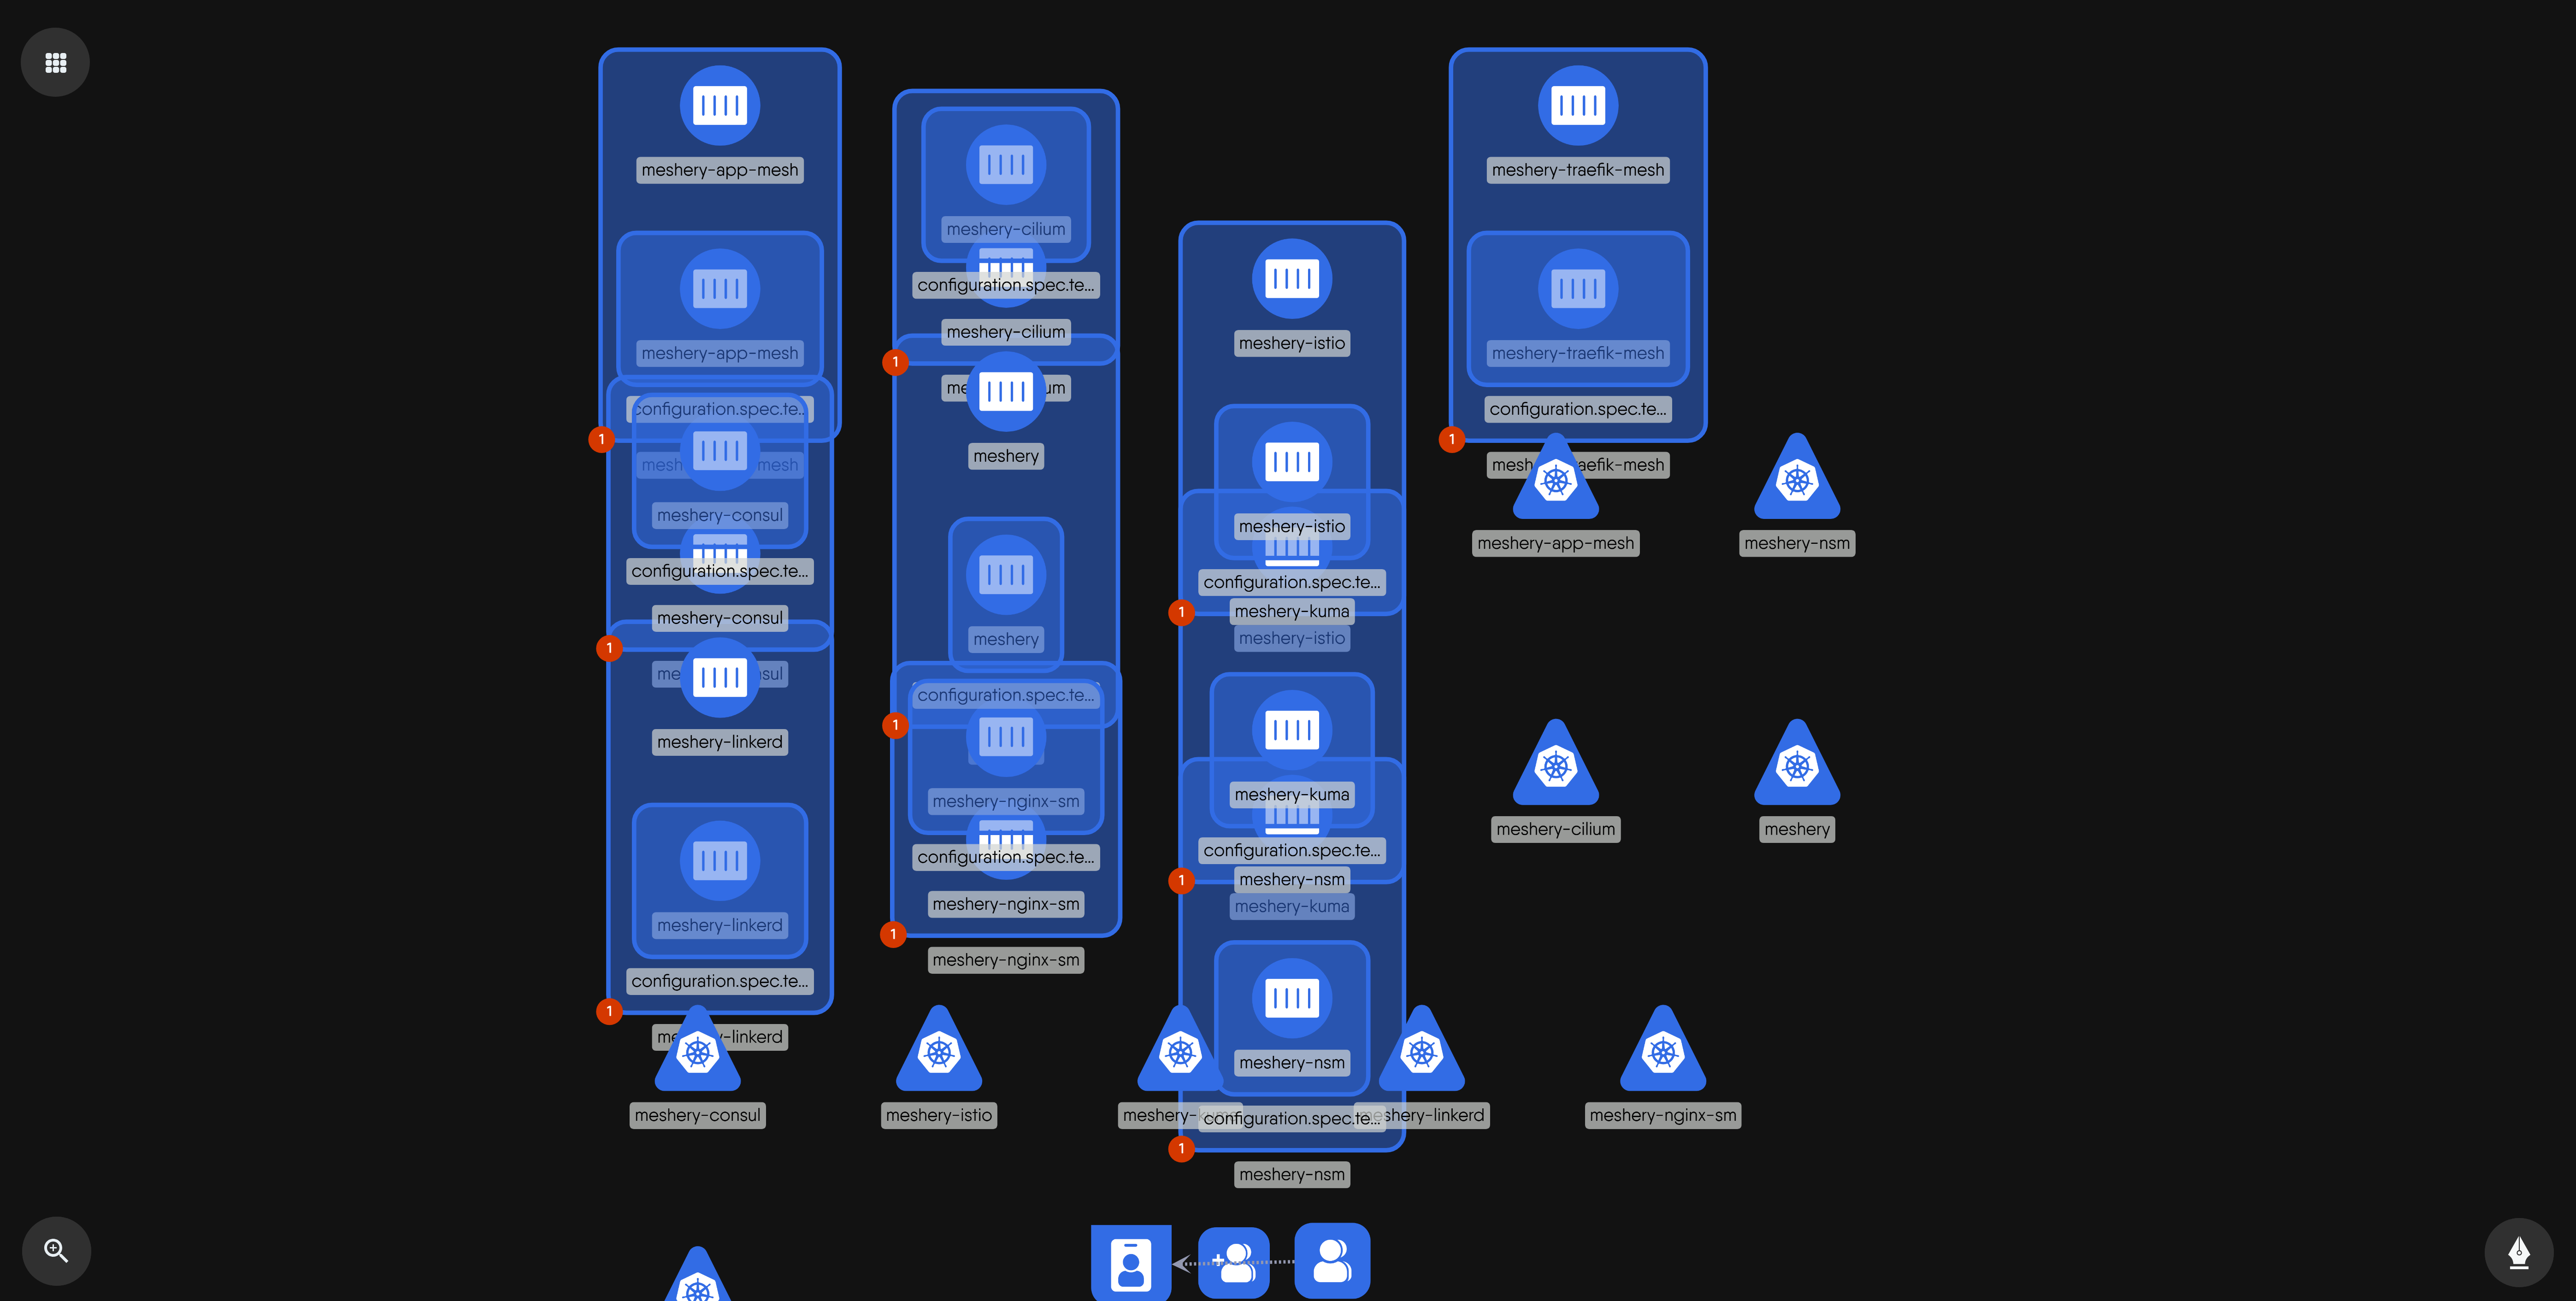 meshery-app-mesh
meshery-app-mesh
configuration.spec.te...
1
mesh mesh
meshery-consul
configuration.spec.te...
meshery-consul
1
me sul
meshery-linkerd
meshery-linkerd
configuration.spec.te...
1
me -linkerd
meshery-cilium
configuration.spec.te...
meshery-cilium
1
me um
meshery
meshery
configuration.spec.te...
1
meshery-nginx-sm
configuration.spec.te...
meshery-nginx-sm
1
meshery-nginx-sm
meshery-istio
meshery-istio
configuration.spec.te...
1
meshery-kuma
meshery-istio
meshery-kuma
configuration.spec.te...
1
meshery-nsm
meshery-kuma
meshery-nsm
configuration.spec.te...
1
meshery-nsm
meshery-traefik-mesh
meshery-traefik-mesh
configuration.spec.te...
1
mesh aefik-mesh
meshery-app-mesh
meshery-nsm
meshery-cilium
meshery
meshery-consul
meshery-istio
meshery-
shery-linkerd
meshery-nginx-sm